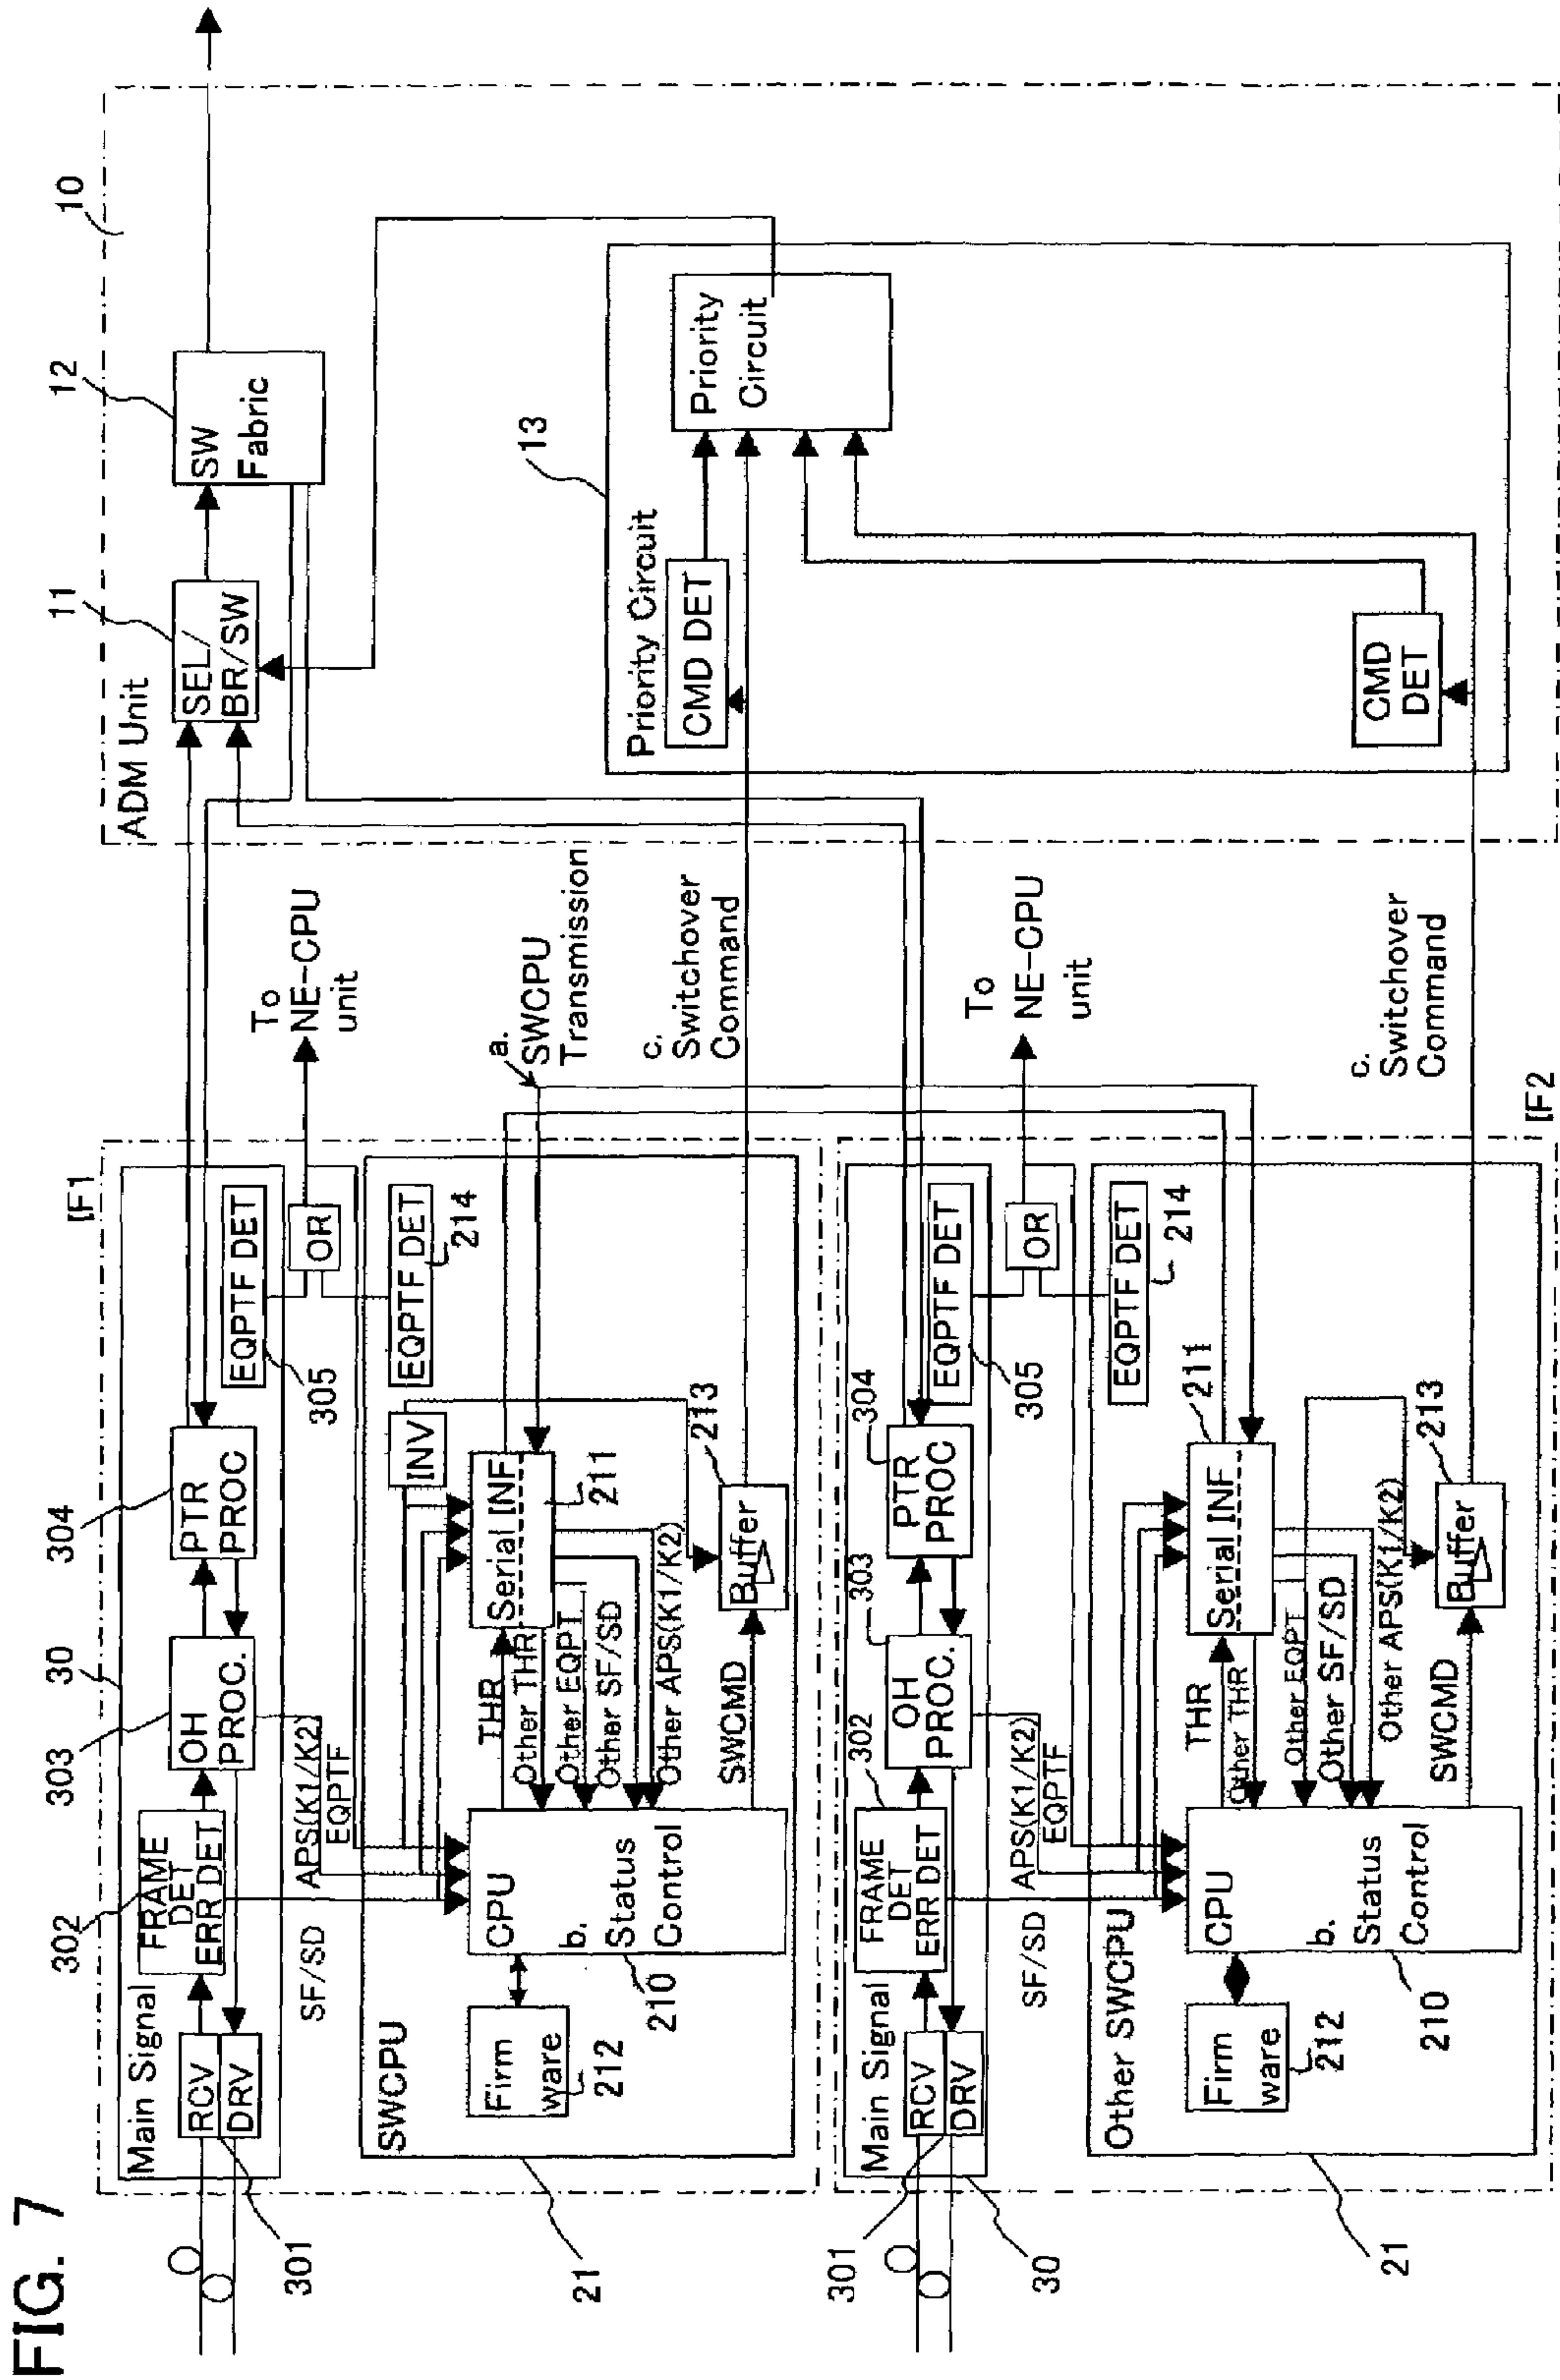 FIG. 7
10
ADM Unit
11
SEL/
BR/SW
12
SW
Fabric
13
Priority Circuit
CMD DET
Priority
Circuit
CMD
DET
[F1
30
Main Signal
RCV
DRV
301
302
FRAME
DET
ERR DET
303
OH
PROC.
304
PTR
PROC
EQPTF DET
305
OR
To
NE-CPU
unit
SF/SD
APS(K1/K2)
EQPTF
SWCPU
21
Firm
ware
212
CPU
b.
Status
Control
210
THR
Other THR
Other EQPT
Other SF/SD
Other APS(K1/K2)
SWCMD
Serial INF
211
INV
EQPTF DET
214
Buffer
213
a.
SWCPU
Transmission
c.
Switchover
Command
[F2
30
Main Signal
RCV
DRV
301
302
FRAME
DET
ERR DET
303
OH
PROC.
304
PTR
PROC
EQPTF DET
305
OR
To
NE-CPU
unit
SF/SD
APS(K1/K2)
EQPTF
Other SWCPU
21
Firm
ware
212
CPU
b.
Status
Control
210
THR
Other THR
Other EQPT
Other SF/SD
Other APS(K1/K2)
SWCMD
Serial INF
211
EQPTF DET
214
Buffer
213
c.
Switchover
Command